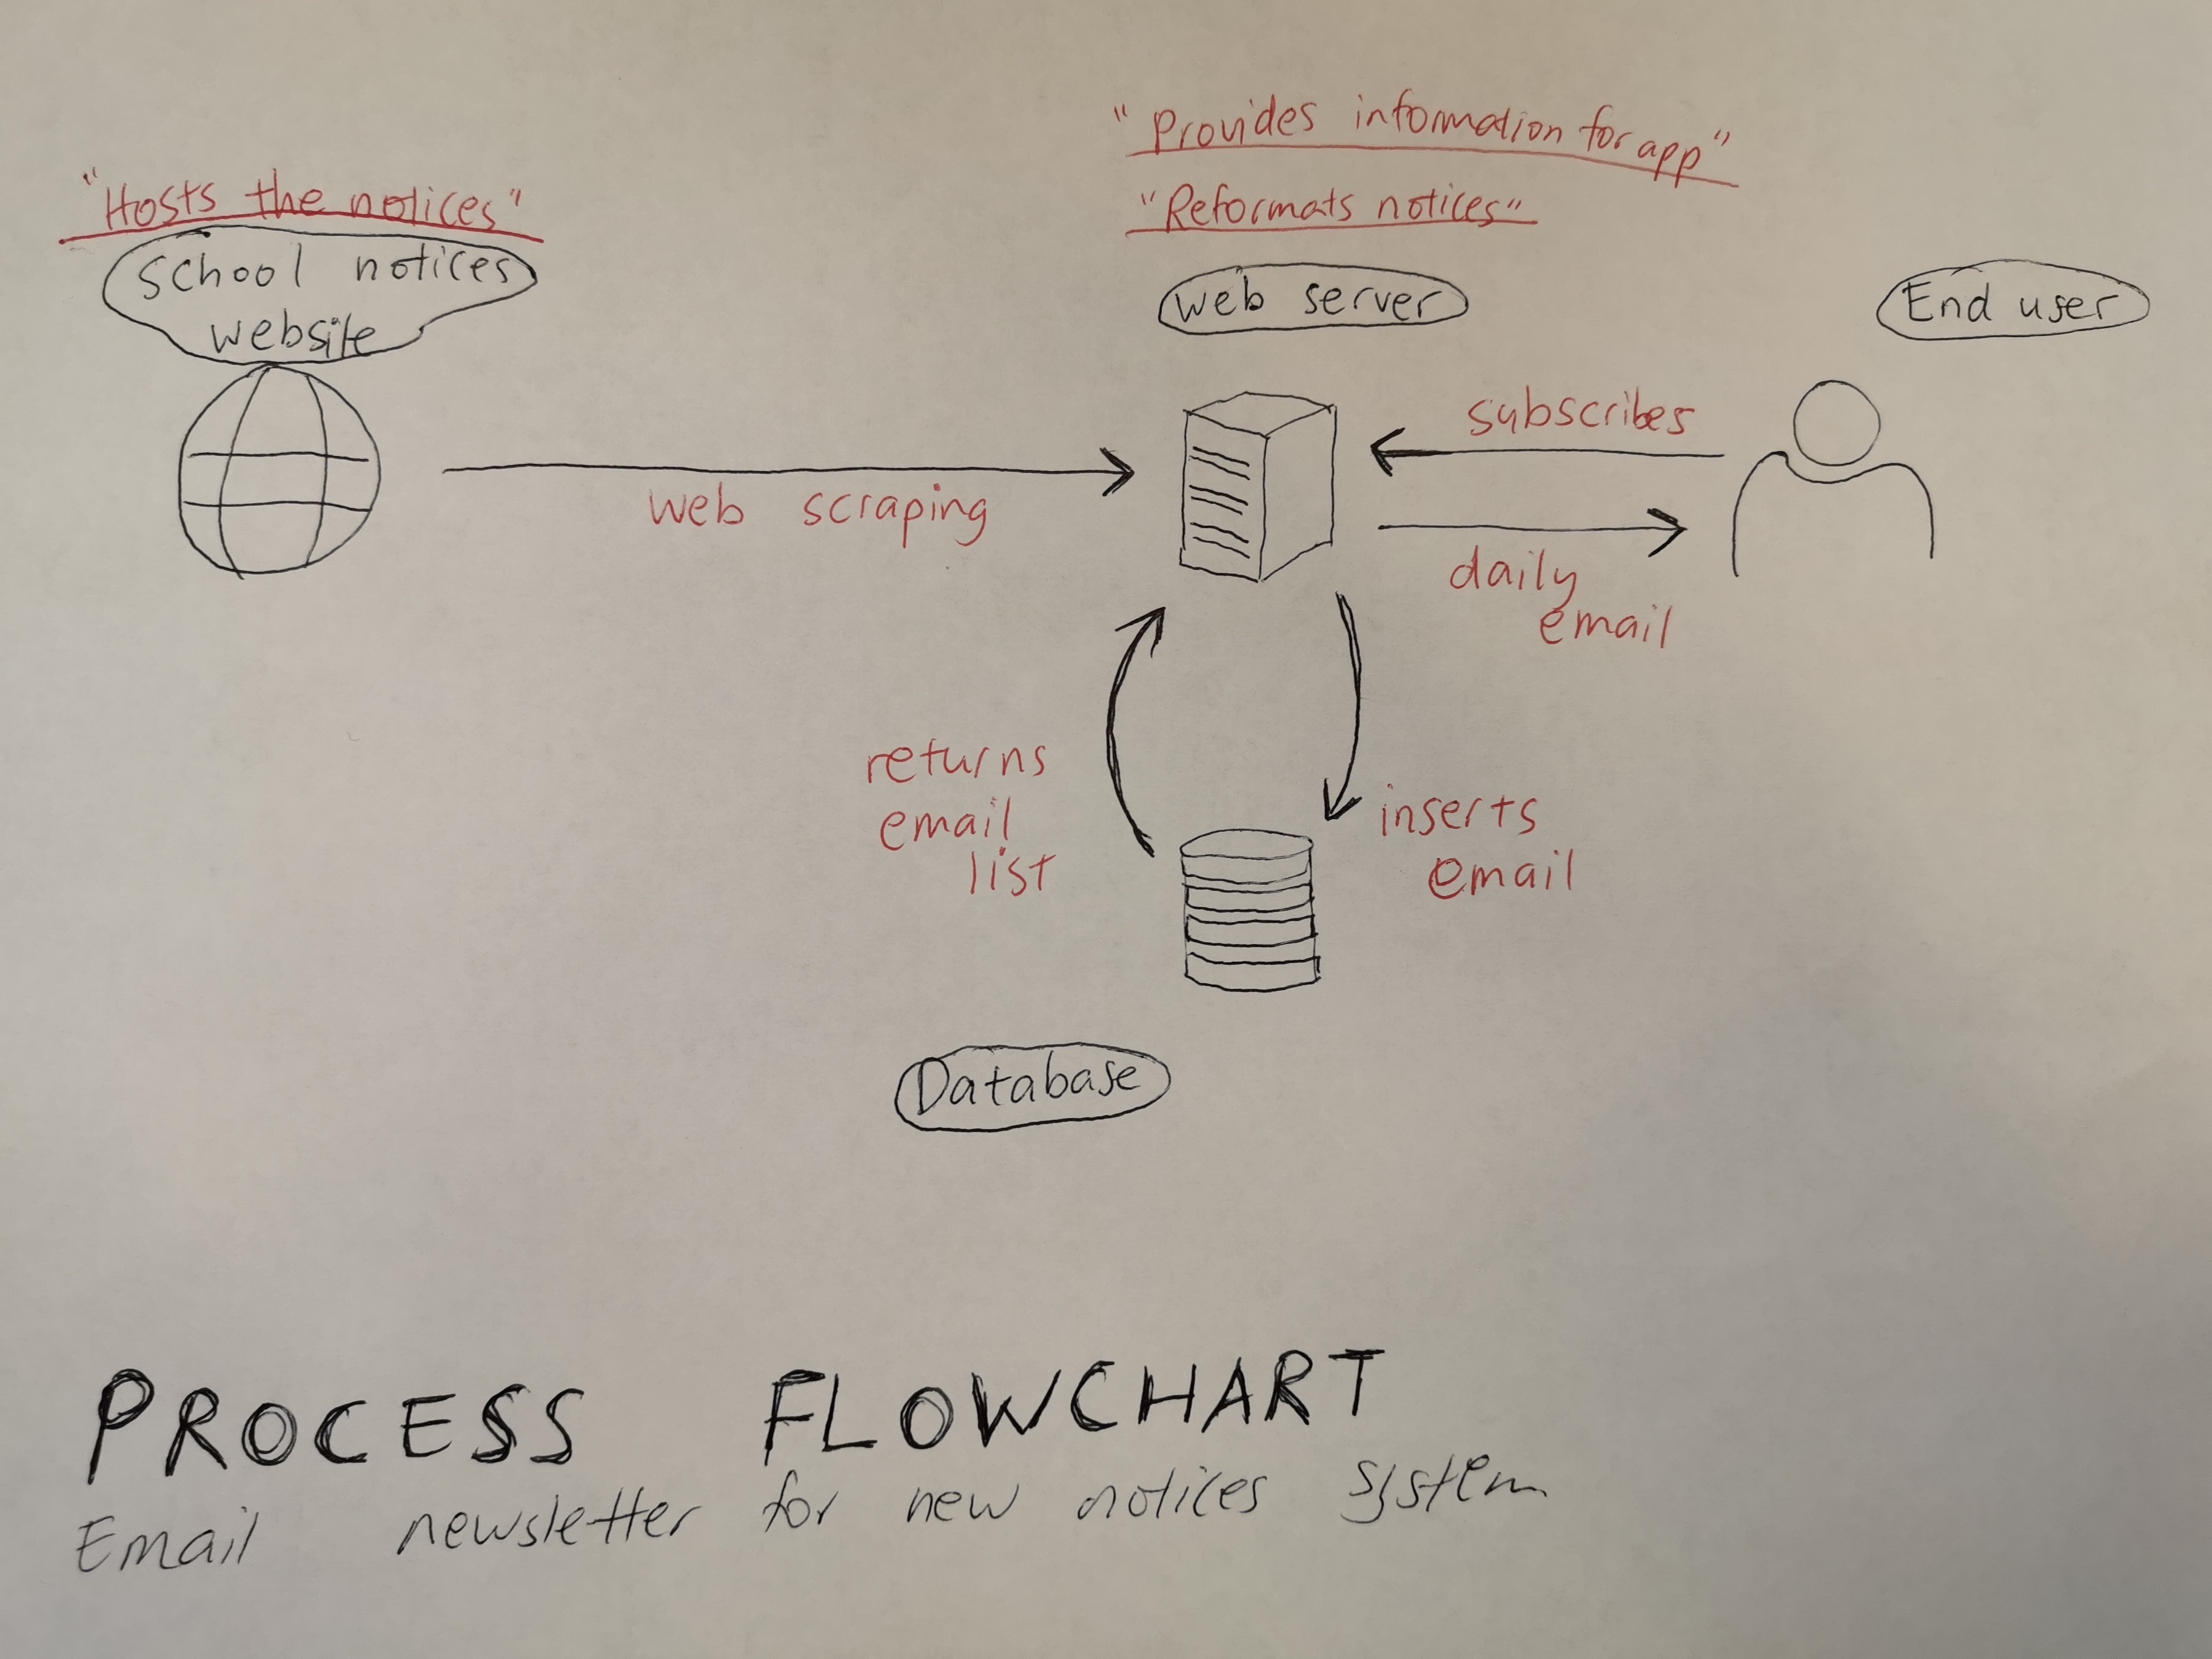 "Provides information for app"
"Hosts the notices"
"Reformats notices"
School notices
website
web server
End user
subscribes
web scraping
daily
email
returns
email
list
inserts
email
Database
PROCESS FLOWCHART
Email newsletter for new notices system